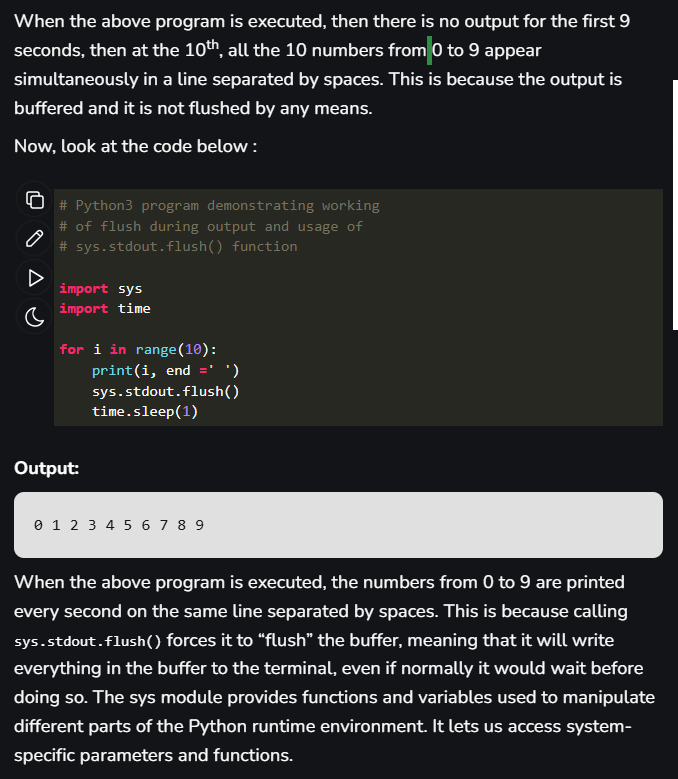 When the above program is executed, then there is no output for the first 9
seconds, then at the 10th, all the 10 numbers from 0 to 9 appear
simultaneously in a line separated by spaces. This is because the output is
buffered and it is not flushed by any means.
Now, look at the code below :
# Python3 program demonstrating working
# of flush during output and usage of
# sys.stdout.flush() function
import sys
import time
for i in range(10):
    print(i, end =' ')
    sys.stdout.flush()
    time.sleep(1)
Output:
0 1 2 3 4 5 6 7 8 9
When the above program is executed, the numbers from 0 to 9 are printed
every second on the same line separated by spaces. This is because calling
sys.stdout.flush() forces it to “flush” the buffer, meaning that it will write
everything in the buffer to the terminal, even if normally it would wait before
doing so. The sys module provides functions and variables used to manipulate
different parts of the Python runtime environment. It lets us access system-
specific parameters and functions.